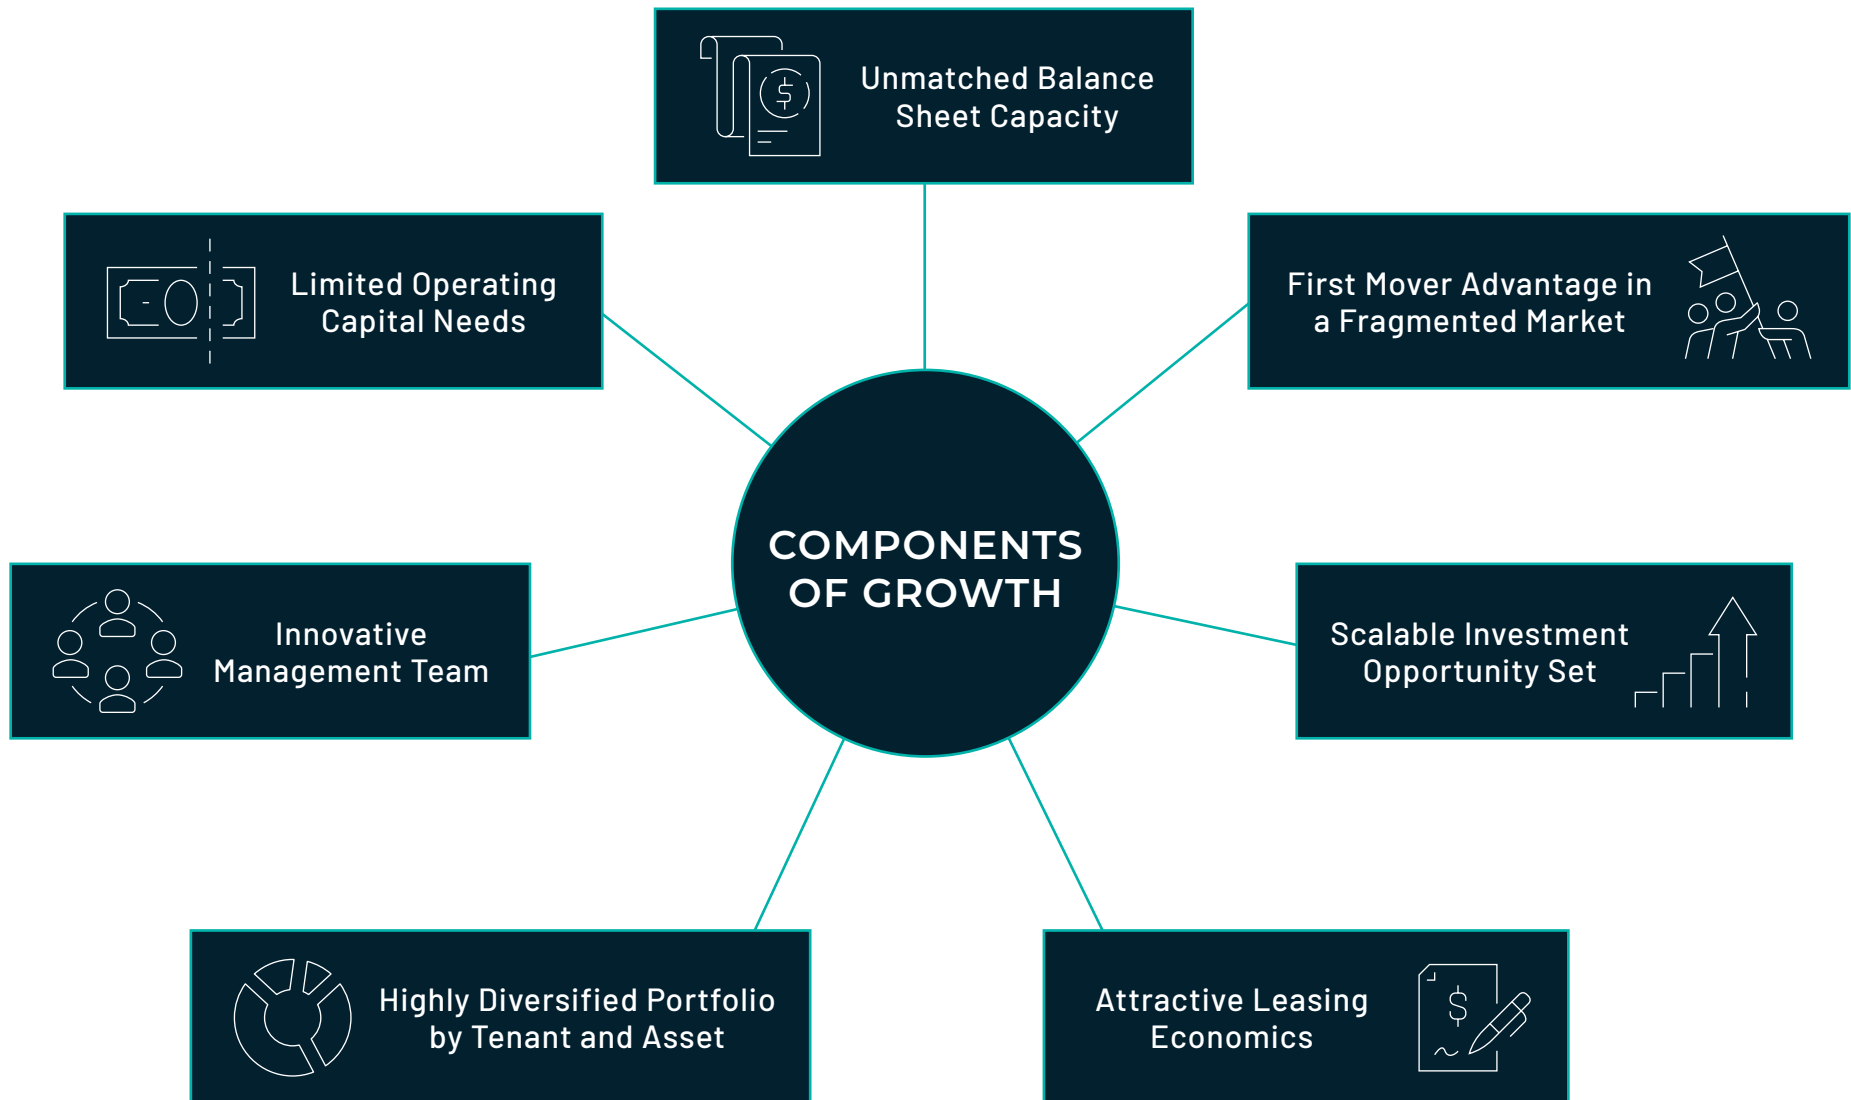 Unmatched Balance
Sheet Capacity
Limited Operating
Capital Needs
First Mover Advantage in
a Fragmented Market
COMPONENTS
OF GROWTH
Innovative
Management Team
Scalable Investment
Opportunity Set
Highly Diversified Portfolio
by Tenant and Asset
Attractive Leasing
Economics